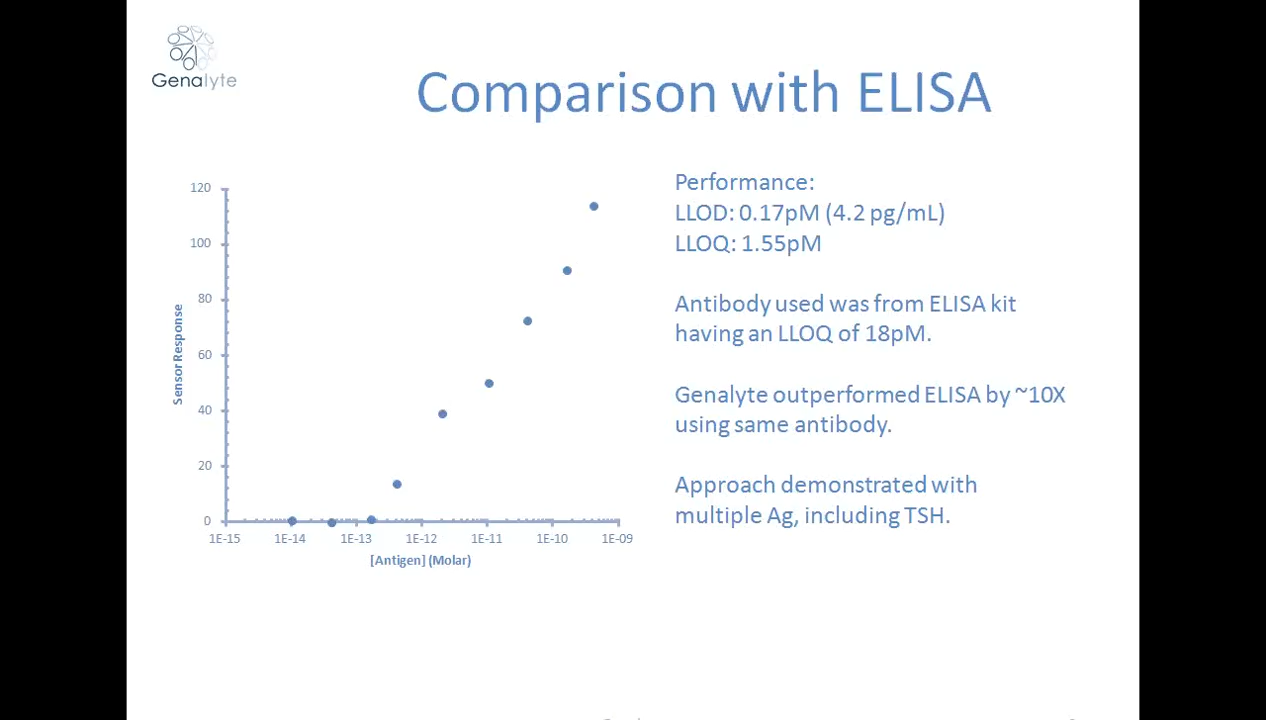 Genalyte
Comparison with ELISA
120
100
80
60
40
20
0
Sensor Response
1E-15 1E-14 1E-13 1E-12 1E-11 1E-10 1E-09
[Antigen] (Molar)
Performance:
LLOD: 0.17pM (4.2 pg/mL)
LLOQ: 1.55pM
Antibody used was from ELISA kit
having an LLOQ of 18pM.
Genalyte outperformed ELISA by ~10X
using same antibody.
Approach demonstrated with
multiple Ag, including TSH.